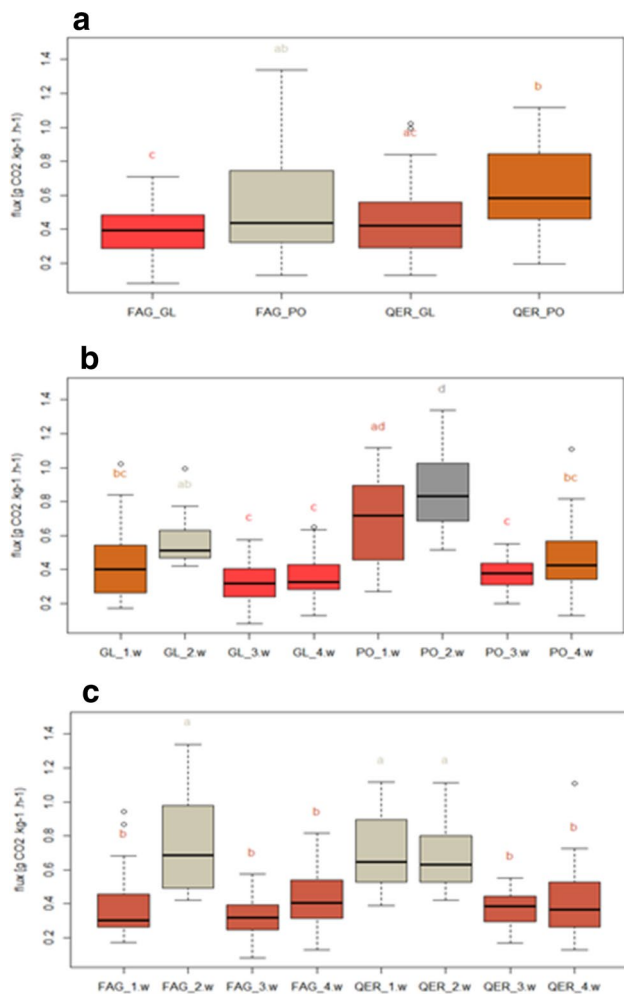 a
flux [g CO2 .kg-1 .h-1)
1.4
1.2
1.0
0.8
0.6
0.4
0.2
c
ab
ac
b
FAG_GL FAG_PO QER_GL QER_PO
b
flux [g CO2 .kg-1 .h-1)
1.4
1.2
1.0
0.8
0.6
0.4
0.2
bc
ab
c
c
ad
d
c
bc
GL_1.w GL_2.w GL_3.w GL_4.w PO_1.w PO_2.w PO_3.w PO_4.w
c
flux [g CO2 .kg-1 .h-1)
1.4
1.2
1.0
0.8
0.6
0.4
0.2
b
a
b
b
a
a
b
b
FAG_1.w FAG_2.w FAG_3.w FAG_4.w QER_1.w QER_2.w QER_3.w QER_4.w